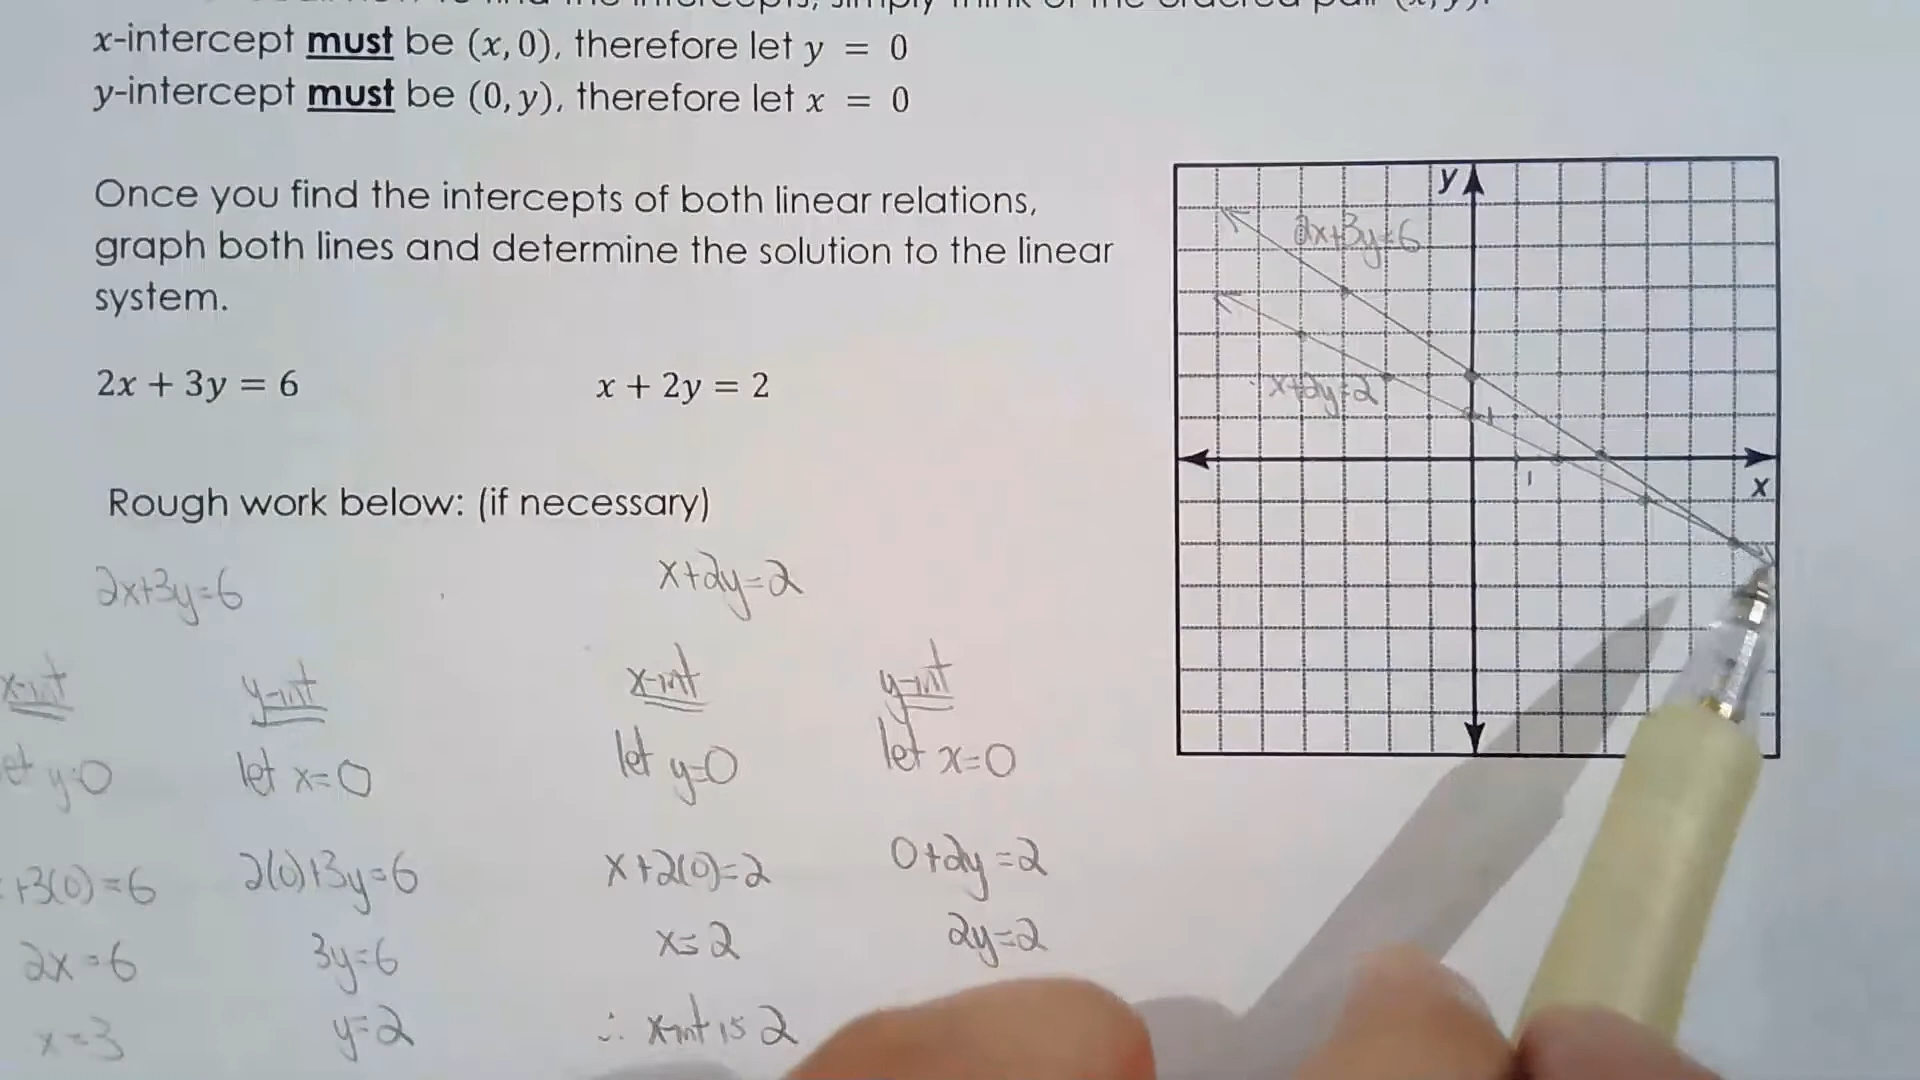 x-intercept must be (x, 0), therefore let y = 0
y-intercept must be (0, y), therefore let x = 0
Once you find the intercepts of both linear relations,
graph both lines and determine the solution to the linear
system.
2x + 3y = 6
x + 2y = 2
Rough work below: (if necessary)
2x+3y=6
x+2y=2
x-int
y-int
x-int
y-int
let x=0
let y=0
let x=0
y=0
+3(0)=6
2(0)+3y=6
x+2(0)=2
0+2y=2
2x=6
3y=6
x=2
2y=2
x=3
y=2
∴ x-int is 2
y
2x+3y=6
x+2y=2
1
1
x